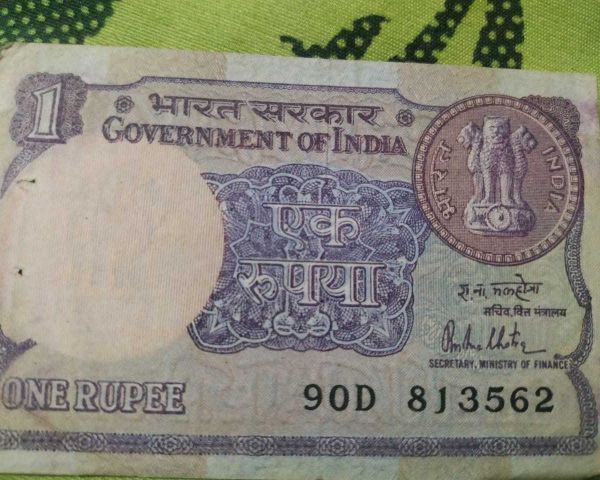 1
भारत सरकार
GOVERNMENT OF INDIA
भारत
INDIA
एक
रुपया
सचिव, वित्त मंत्रालय
SECRETARY, MINISTRY OF FINANCE
ONE RUPEE
90D 813562